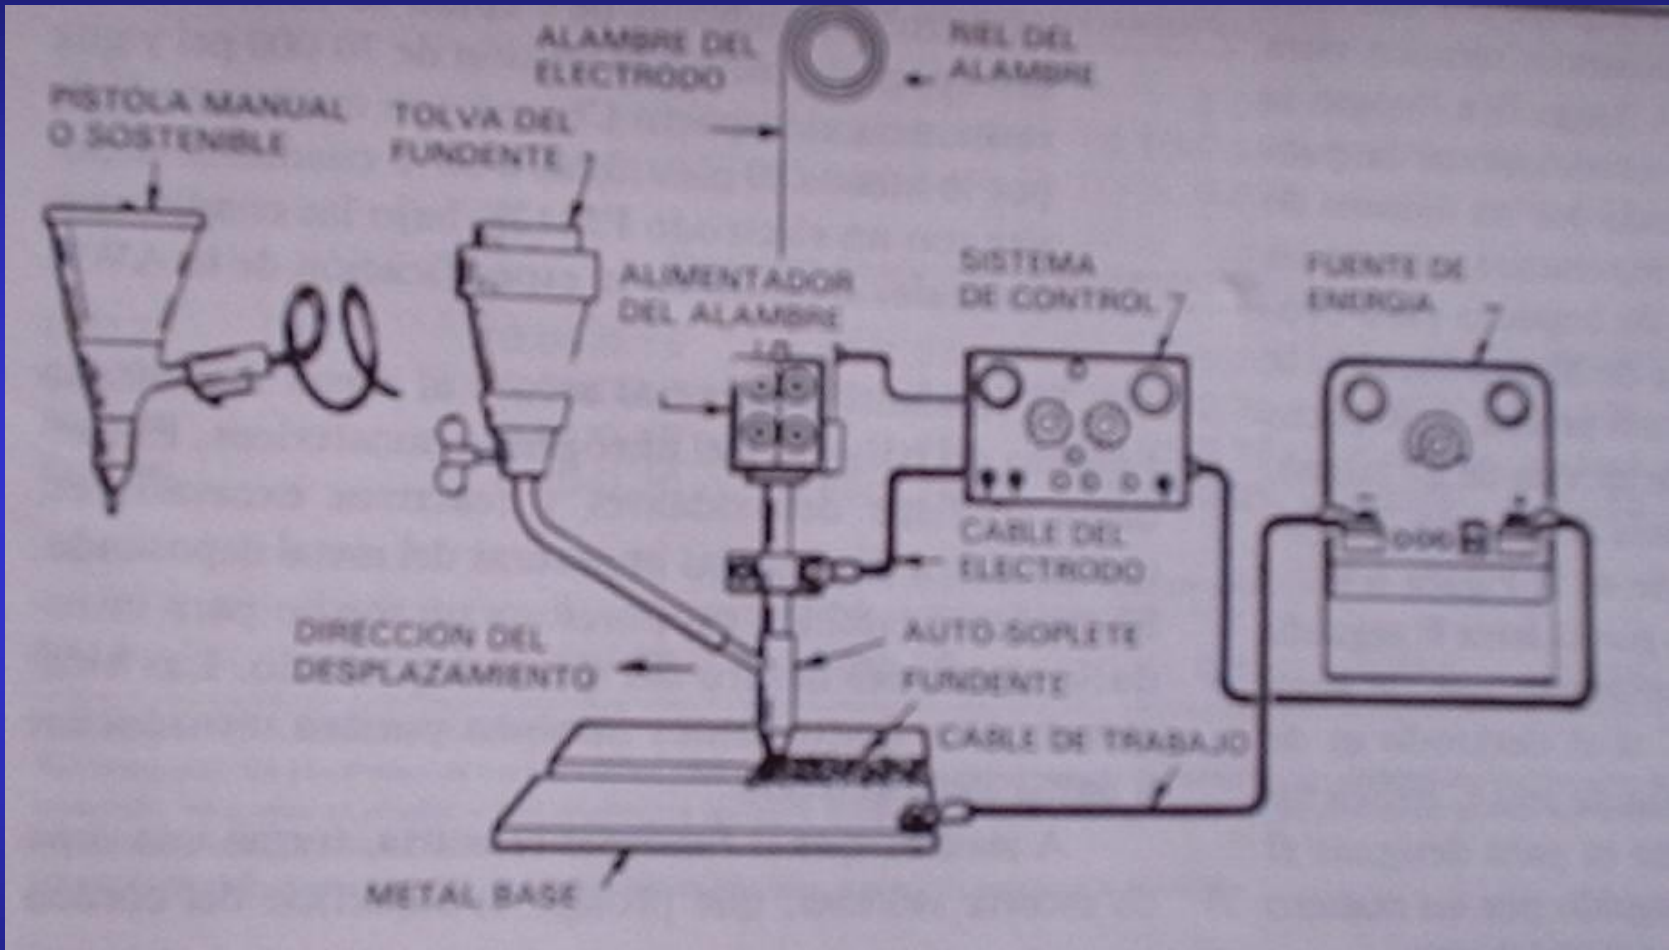 ALAMBRE DEL
ELECTRODO
RIEL DEL
ALAMBRE
PISTOLA MANUAL
O SOSTENIBLE
TOLVA DEL
FUNDENTE
ALIMENTADOR
DEL ALAMBRE
SISTEMA
DE CONTROL
FUENTE DE
ENERGIA
CABLE DEL
ELECTRODO
DIRECCION DEL
DESPLAZAMIENTO
AUTO-SOPLETE
FUNDENTE
CABLE DE TRABAJO
METAL BASE